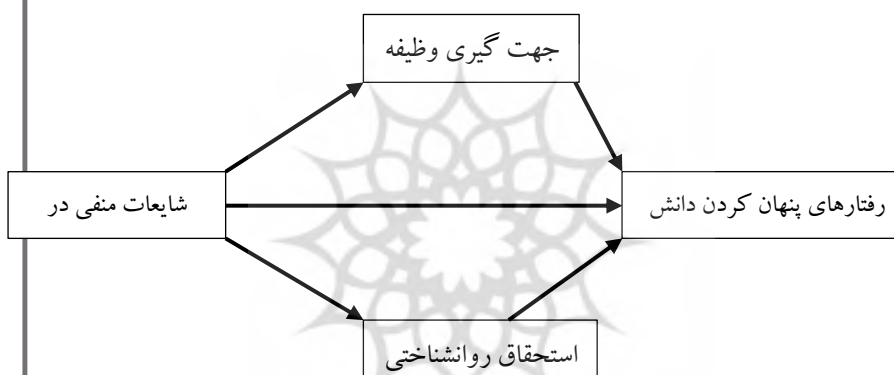 جهت گیری وظیفه
شایعات منفی در
رفتارهای پنهان کردن دانش
استحقاق روانشناختی